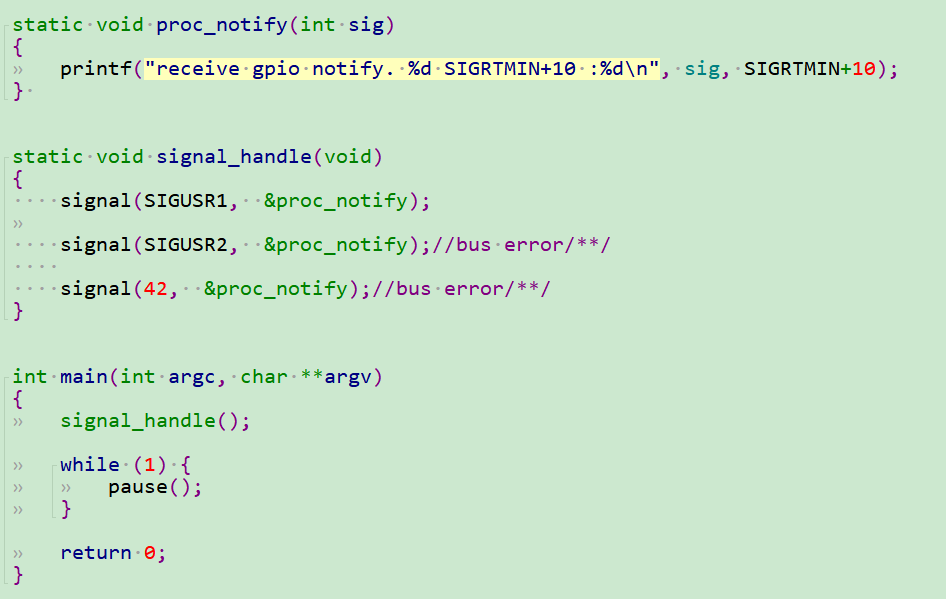 static void proc_notify(int sig)
{
    printf("receive gpio notify. %d SIGRTMIN+10 :%d\n", sig, SIGRTMIN+10);
}
static void signal_handle(void)
{
    signal(SIGUSR1,  &proc_notify);
    signal(SIGUSR2,  &proc_notify);//bus error/**/
    signal(42,  &proc_notify);//bus error/**/
}
int main(int argc, char **argv)
{
    signal_handle();
    while (1) {
        pause();
    }
    return 0;
}